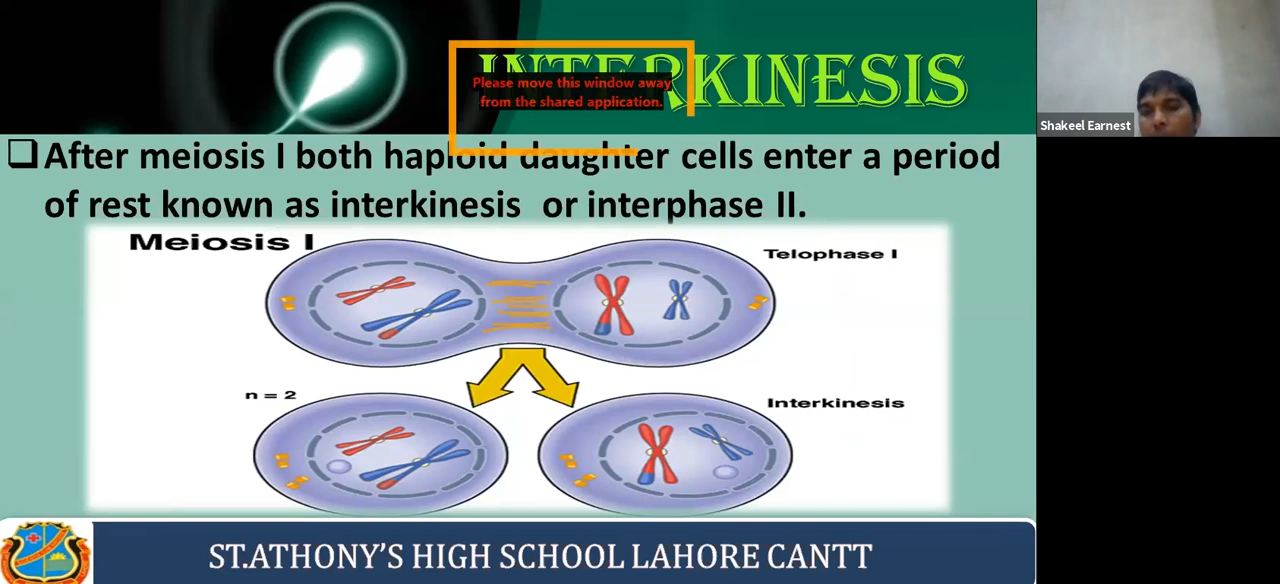 INTERKINESIS
Please move this window away
from the shared application.
Shakeel Earnest
❑After meiosis I both haploid daughter cells enter a period
of rest known as interkinesis or interphase II.
Meiosis I
Telophase I
n = 2
Interkinesis
ST.ATHONY'S HIGH SCHOOL LAHORE CANTT